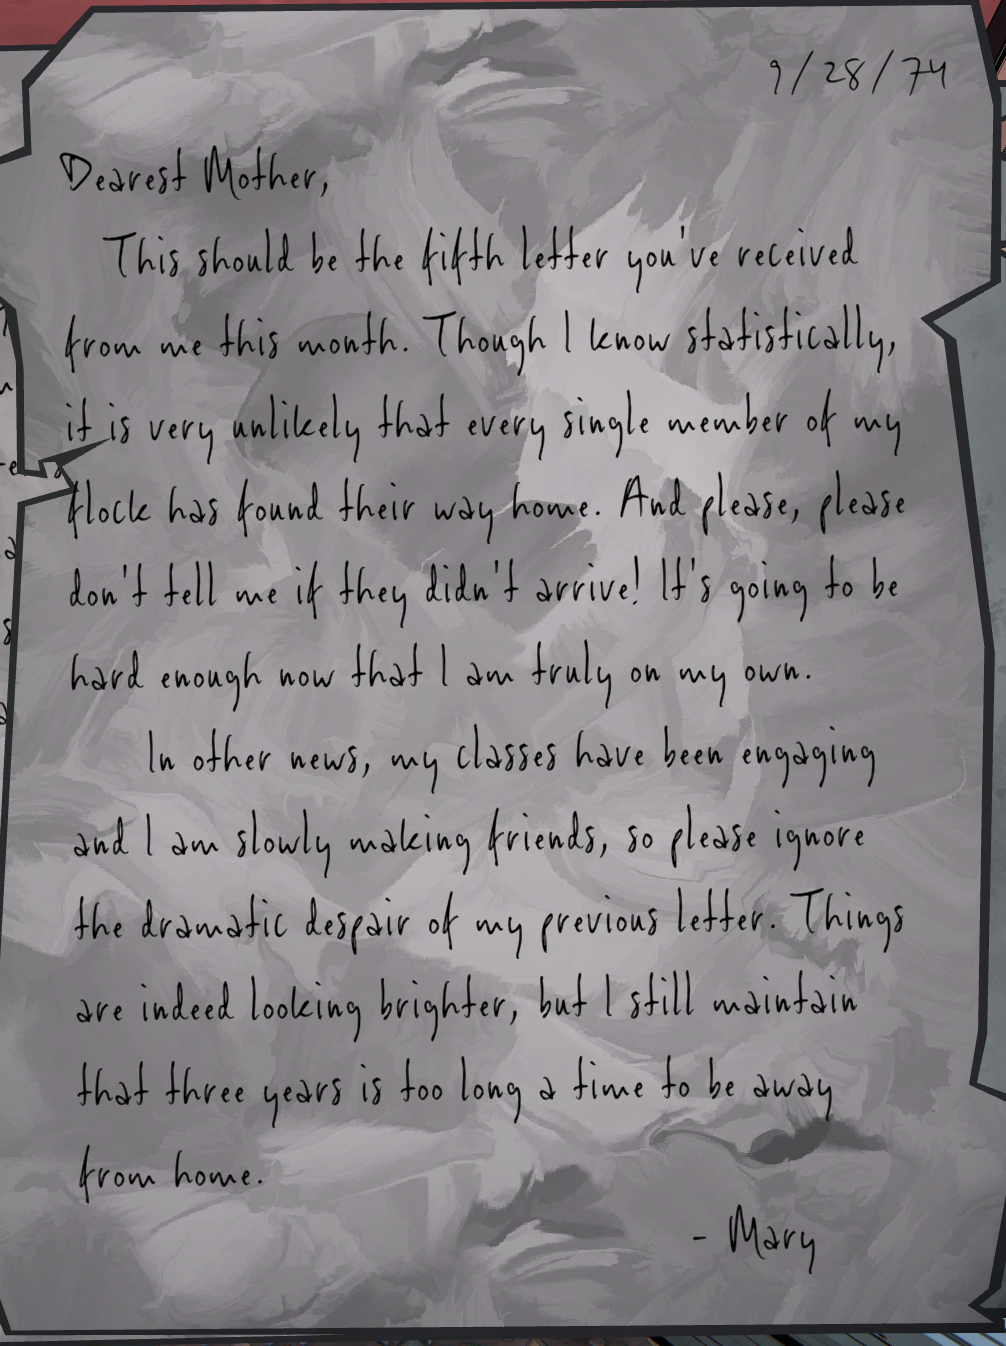 9/28/74
Dearest Mother,
This should be the fifth letter you've received
from me this month. Though I know statistically,
it is very unlikely that every single member of my
flock has found their way home. And please, please
don't tell me if they didn't arrive! It's going to be
hard enough now that I am truly on my own.
In other news, my classes have been engaging
and I am slowly making friends, so please ignore
the dramatic despair of my previous letter. Things
are indeed looking brighter, but I still maintain
that three years is too long a time to be away
from home.
- Mary